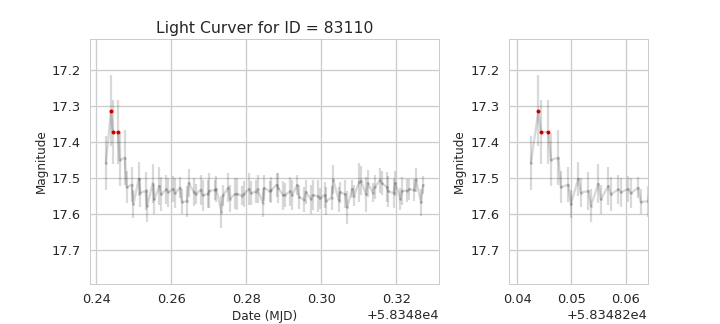 Light Curver for ID = 83110
Magnitude
17.2
17.3
17.4
17.5
17.6
17.7
0.24 0.26 0.28 0.30 0.32
Date (MJD)
+5.8348e4
Magnitude
17.2
17.3
17.4
17.5
17.6
17.7
0.04 0.05 0.06
+5.83482e4